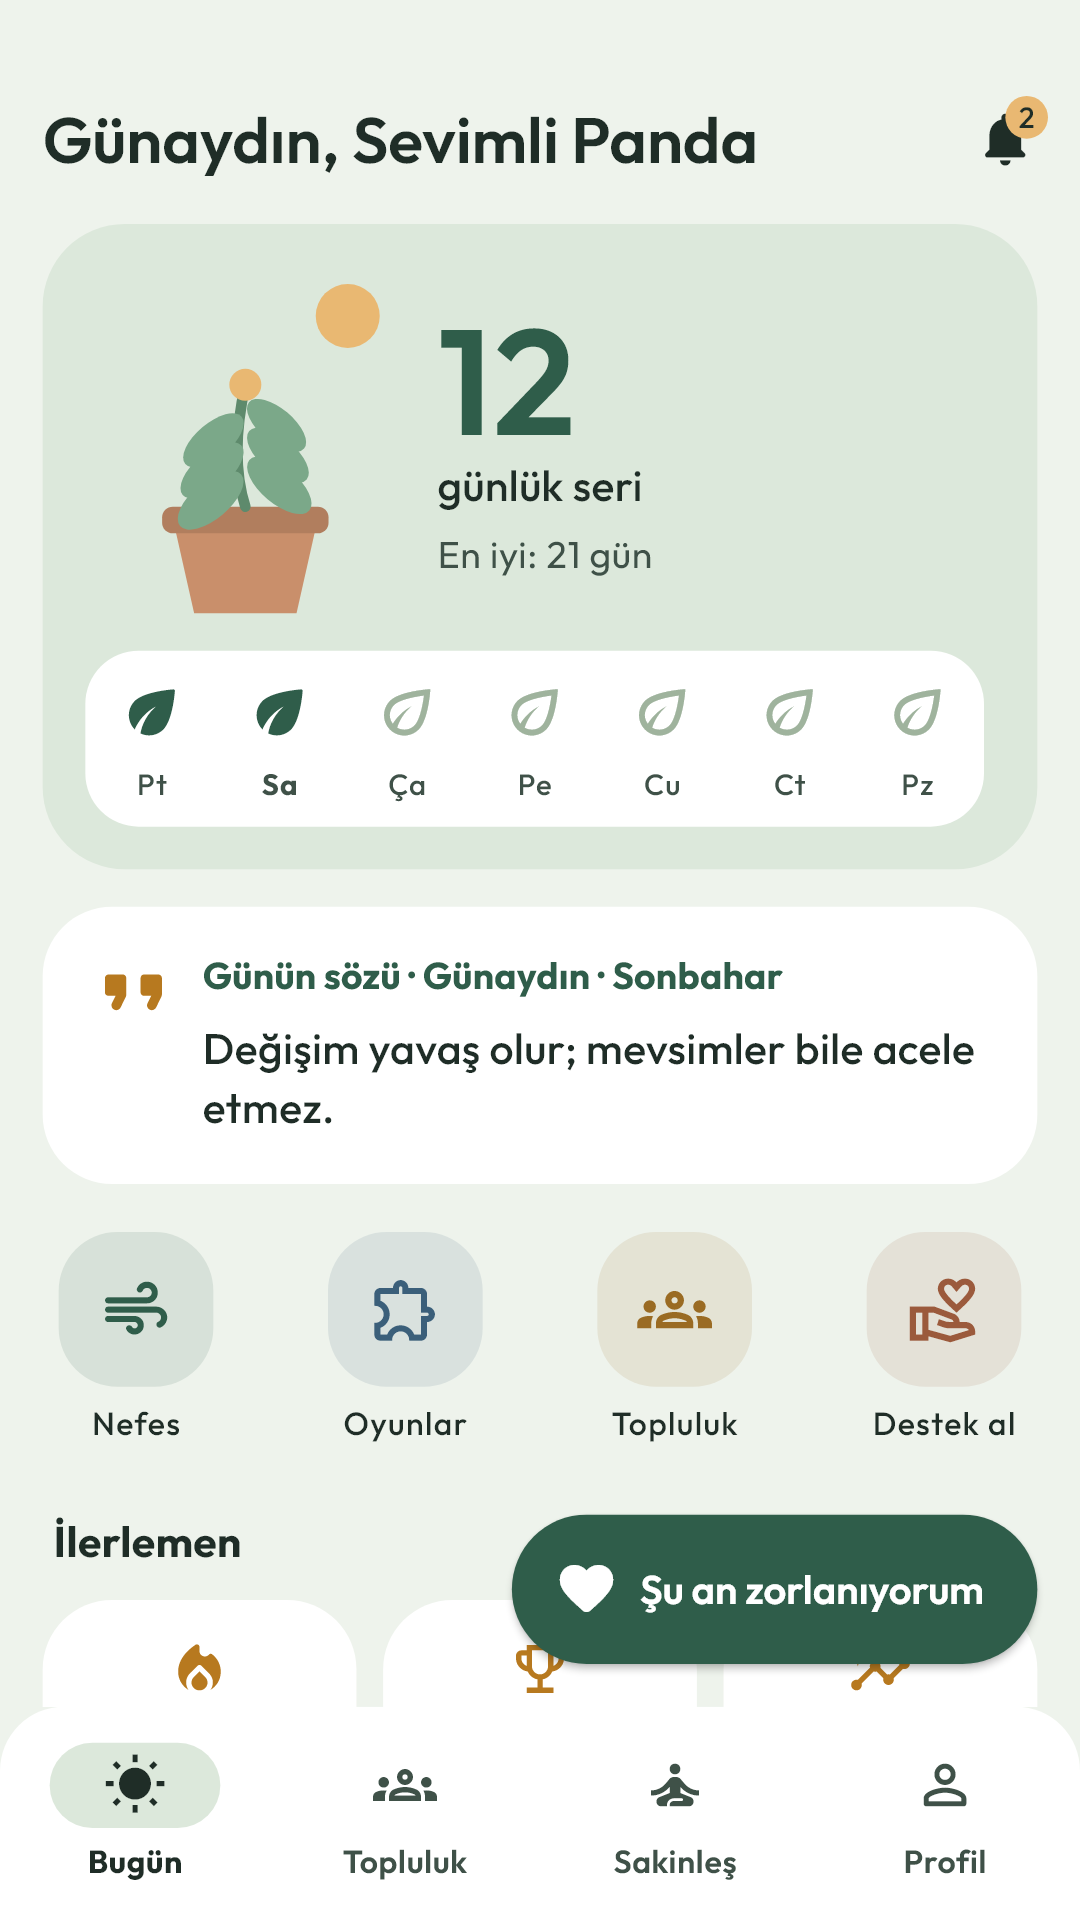 Günaydın, Sevimli Panda
2
12
günlük seri
En iyi: 21 gün
Pt Sa Ça Pe Cu Ct Pz
Günün sözü · Günaydın · Sonbahar
Değişim yavaş olur; mevsimler bile acele
etmez.
Nefes Oyunlar Topluluk Destek al
İlerlemen
Şu an zorlanıyorum
Bugün Topluluk Sakinleş Profil